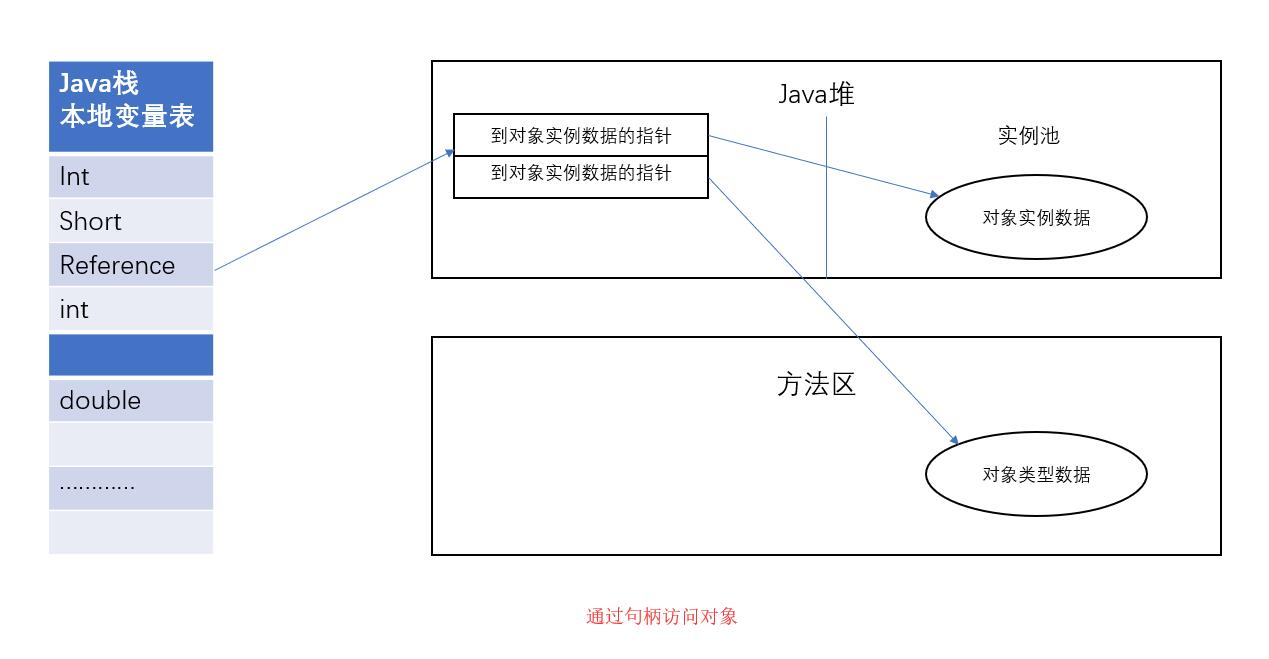 Java栈
本地变量表
Int
Short
Reference
int
double
…………
Java堆
到对象实例数据的指针
到对象实例数据的指针
实例池
对象实例数据
方法区
对象类型数据
通过句柄访问对象